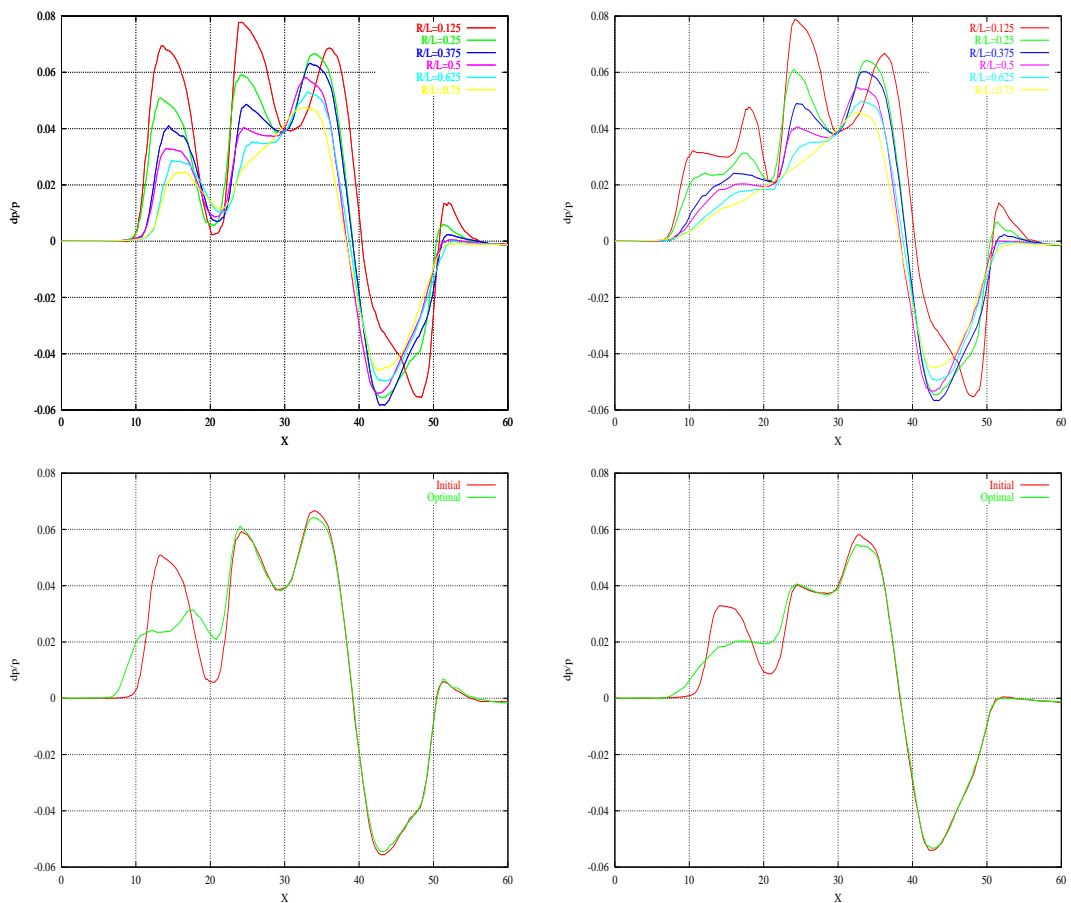 0.08
0.06
0.04
0.02
0
-0.02
-0.04
-0.06
0
10
20
30
40
50
60
dp/p
X
R/L=0.125
R/L=0.25
R/L=0.375
R/L=0.5
R/L=0.625
R/L=0.75
0.08
0.06
0.04
0.02
0
-0.02
-0.04
-0.06
0
10
20
30
40
50
60
dp/p
X
R/L=0.125
R/L=0.25
R/L=0.375
R/L=0.5
R/L=0.625
R/L=0.75
0.08
0.06
0.04
0.02
0
-0.02
-0.04
-0.06
0
10
20
30
40
50
60
dp/p
X
Initial
Optimal
0.08
0.06
0.04
0.02
0
-0.02
-0.04
-0.06
0
10
20
30
40
50
60
dp/p
X
Initial
Optimal